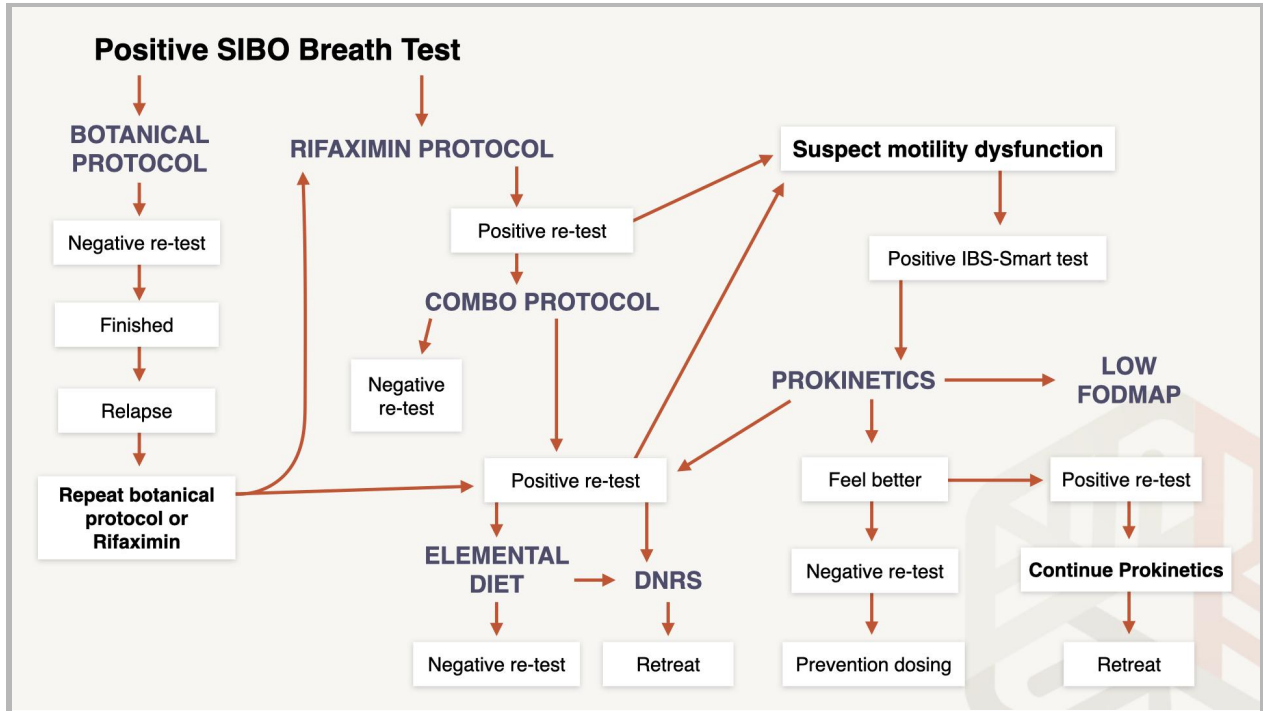 Positive SIBO Breath Test
BOTANICAL
PROTOCOL
Negative re-test
Finished
Relapse
Repeat botanical
protocol or
Rifaximin
RIFAXIMIN PROTOCOL
Positive re-test
COMBO PROTOCOL
Negative
re-test
Positive re-test
ELEMENTAL
DIET
DNRS
Negative re-test
Retreat
Suspect motility dysfunction
Positive IBS-Smart test
PROKINETICS
LOW
FODMAP
Feel better
Positive re-test
Negative re-test
Continue Prokinetics
Prevention dosing
Retreat